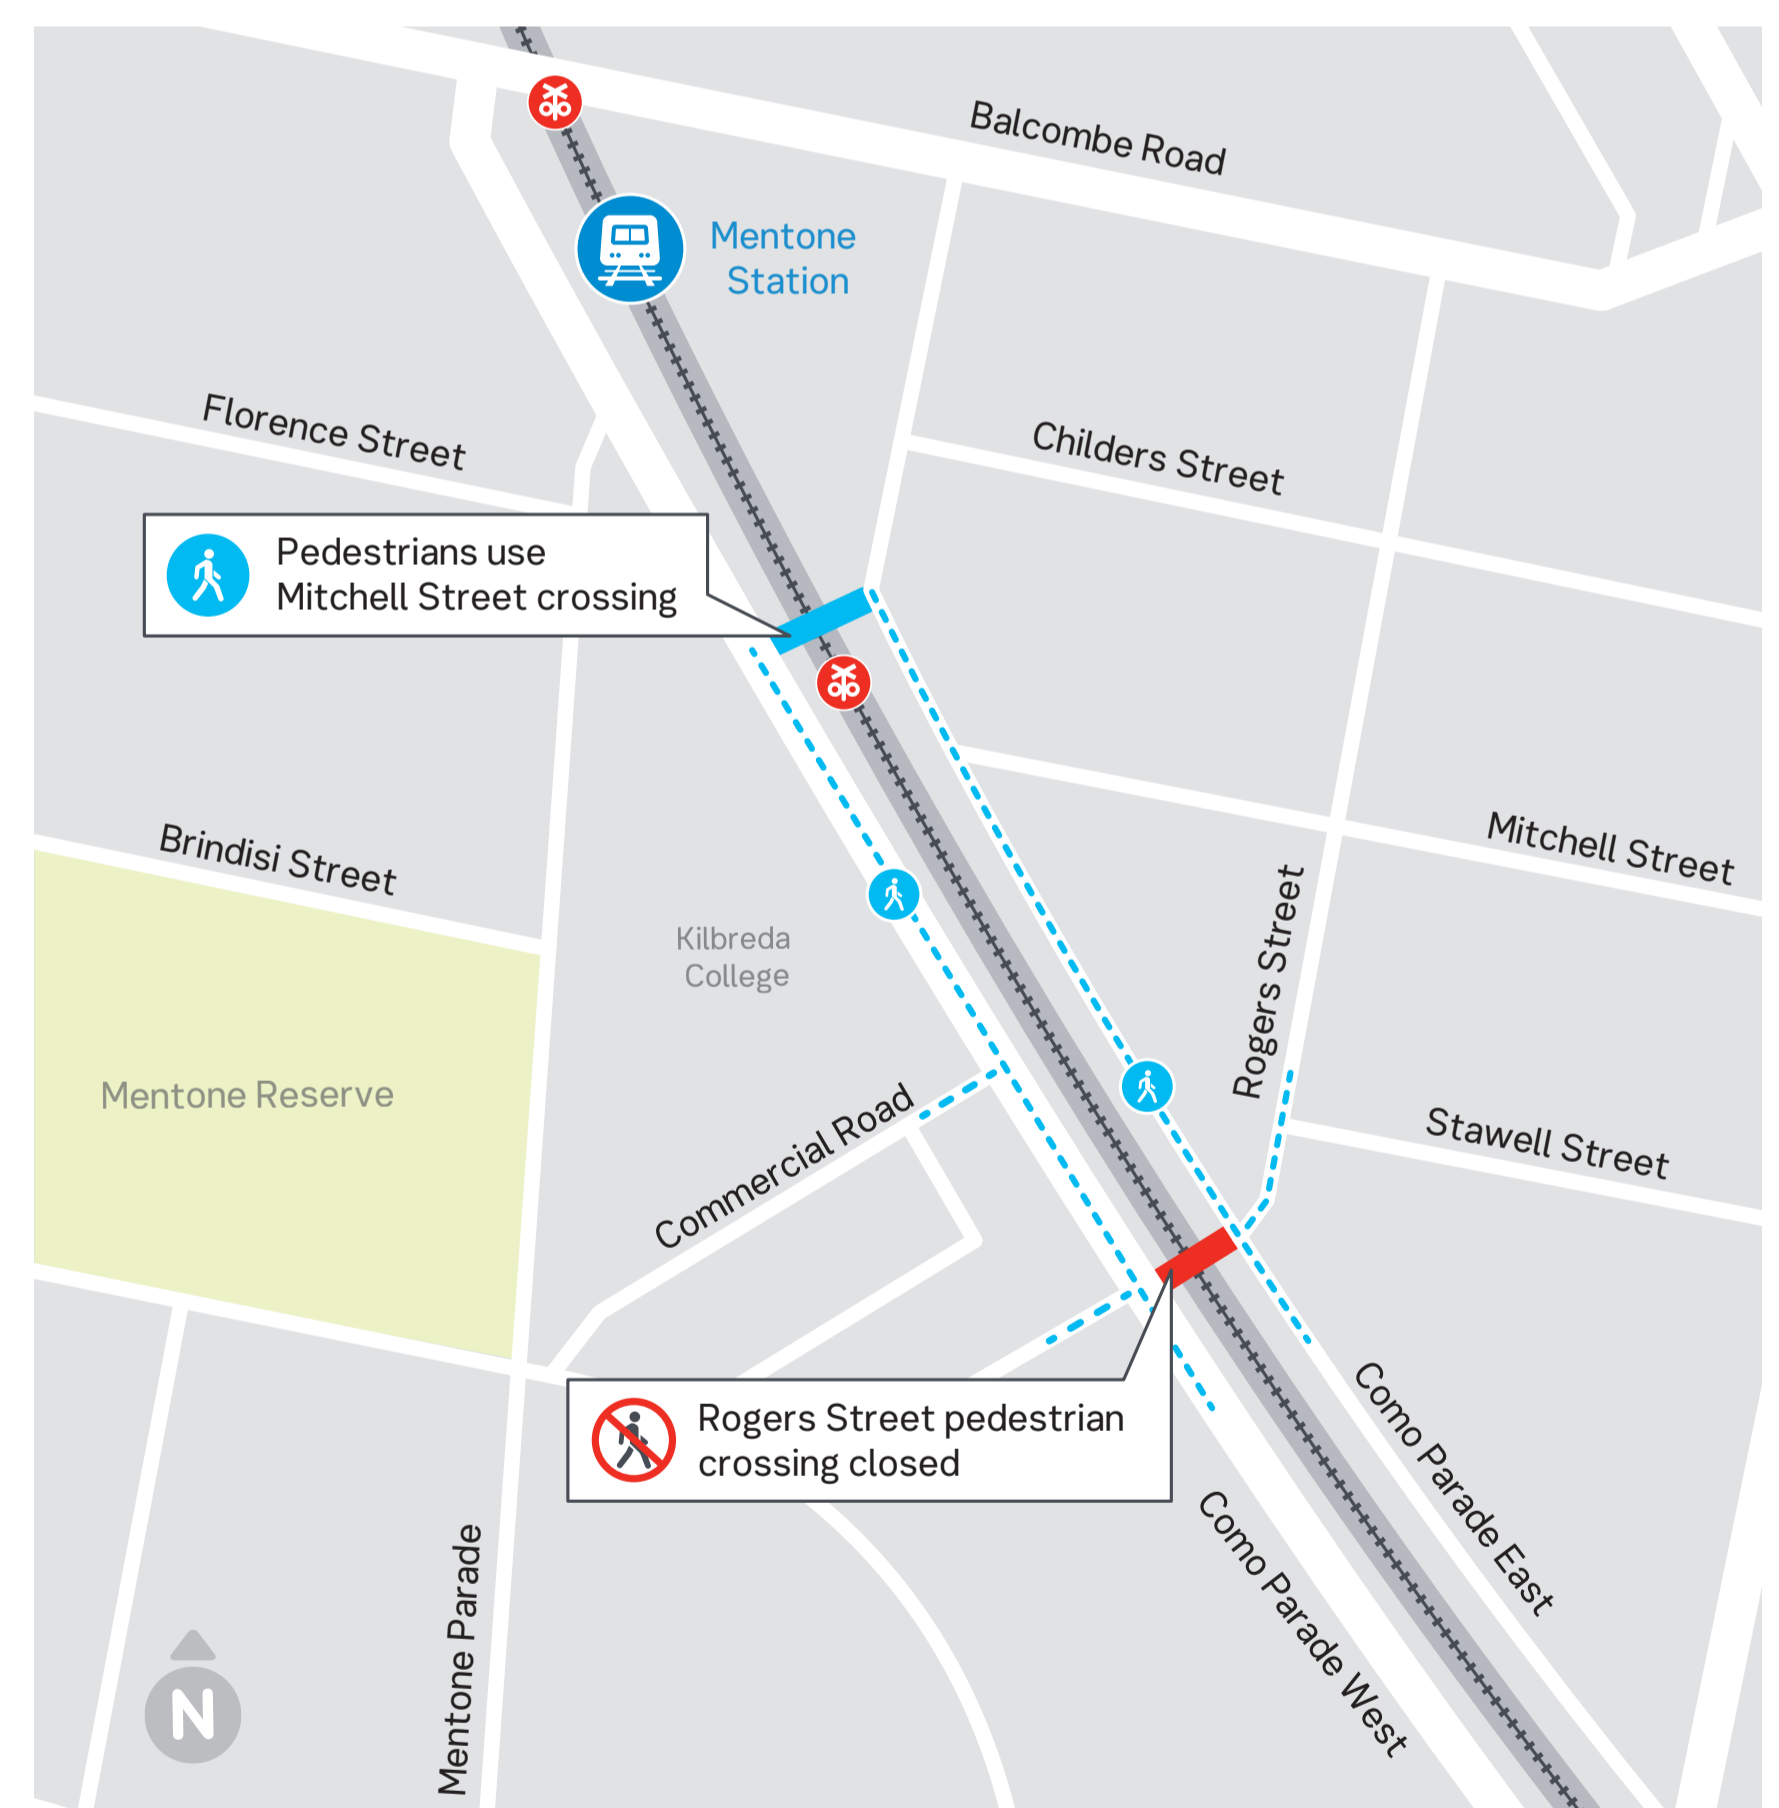 Balcombe Road
Mentone
Station
Florence Street
Childers Street
Pedestrians use
Mitchell Street crossing
Mitchell Street
Brindisi Street
Rogers Street
Kilbreda
College
Mentone Reserve
Commercial Road
Stawell Street
Rogers Street pedestrian
crossing closed
Como Parade East
Como Parade West
Mentone Parade
N